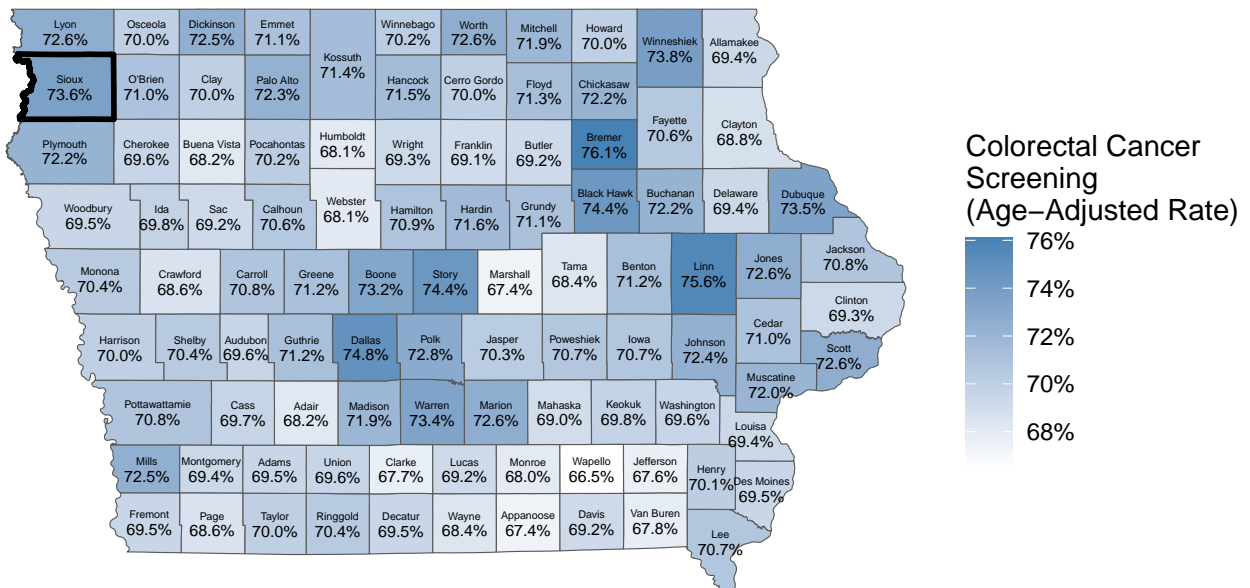 Lyon
72.6%
Osceola
70.0%
Dickinson
72.5%
Emmet
71.1%
Winnebago
70.2%
Worth
72.6%
Mitchell
71.9%
Howard
70.0%
Winneshiek
73.8%
Allamakee
69.4%
Kossuth
71.4%
Sioux
73.6%
O'Brien
71.0%
Clay
70.0%
Palo Alto
72.3%
Hancock
71.5%
Cerro Gordo
70.0%
Floyd
71.3%
Chickasaw
72.2%
Fayette
70.6%
Clayton
68.8%
Plymouth
72.2%
Cherokee
69.6%
Buena Vista
68.2%
Pocahontas
70.2%
Humboldt
68.1%
Wright
69.3%
Franklin
69.1%
Butler
69.2%
Bremer
76.1%
Woodbury
69.5%
Ida
69.8%
Sac
69.2%
Calhoun
70.6%
Webster
68.1%
Hamilton
70.9%
Hardin
71.6%
Grundy
71.1%
Black Hawk
74.4%
Buchanan
72.2%
Delaware
69.4%
Dubuque
73.5%
Monona
70.4%
Crawford
68.6%
Carroll
70.8%
Greene
71.2%
Boone
73.2%
Story
74.4%
Marshall
67.4%
Tama
68.4%
Benton
71.2%
Linn
75.6%
Jones
72.6%
Jackson
70.8%
Clinton
69.3%
Harrison
70.0%
Shelby
70.4%
Audubon
69.6%
Guthrie
71.2%
Dallas
74.8%
Polk
72.8%
Jasper
70.3%
Poweshiek
70.7%
Iowa
70.7%
Johnson
72.4%
Cedar
71.0%
Scott
72.6%
Muscatine
72.0%
Pottawattamie
70.8%
Cass
69.7%
Adair
68.2%
Madison
71.9%
Warren
73.4%
Marion
72.6%
Mahaska
69.0%
Keokuk
69.8%
Washington
69.6%
Louisa
69.4%
Mills
72.5%
Montgomery
69.4%
Adams
69.5%
Union
69.6%
Clarke
67.7%
Lucas
69.2%
Monroe
68.0%
Wapello
66.5%
Jefferson
67.6%
Henry
70.1%
Des Moines
69.5%
Fremont
69.5%
Page
68.6%
Taylor
70.0%
Ringgold
70.4%
Decatur
69.5%
Wayne
68.4%
Appanoose
67.4%
Davis
69.2%
Van Buren
67.8%
Lee
70.7%
Colorectal Cancer
Screening
(Age−Adjusted Rate)
76%
74%
72%
70%
68%